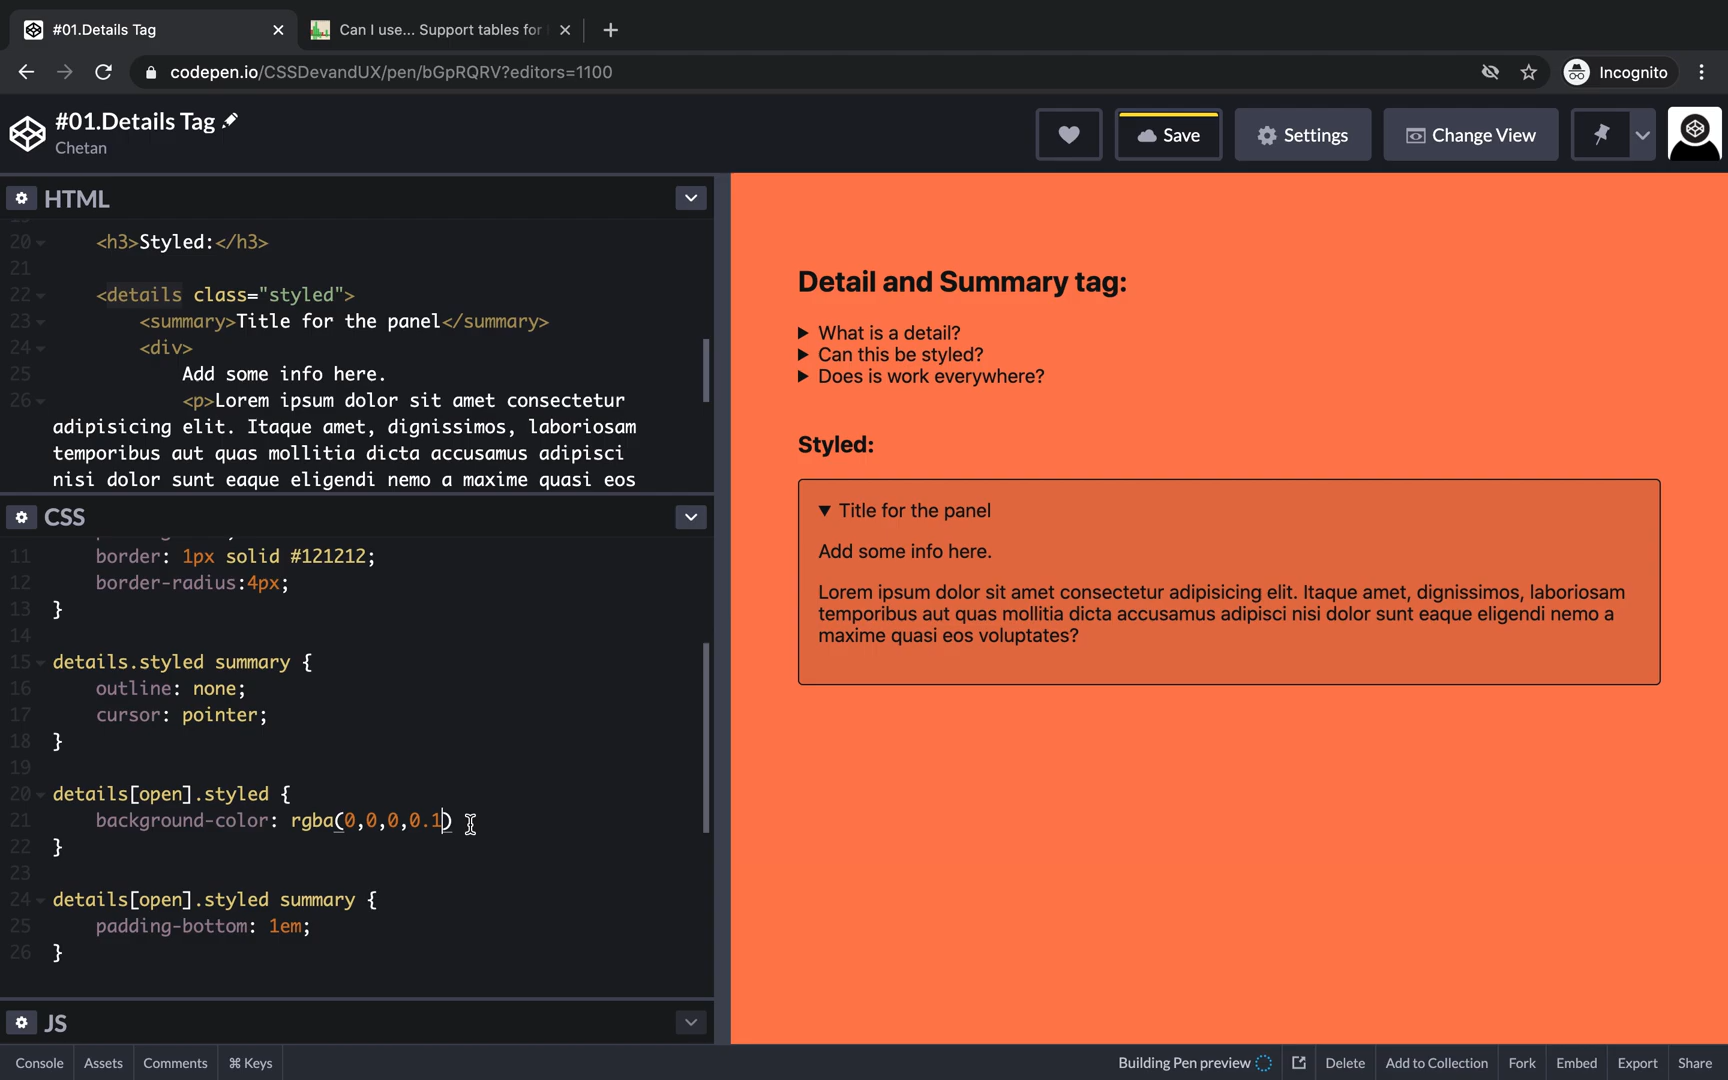 #01.Details Tag
Can I use... Support tables for
codepen.io/CSSDevandUX/pen/bGpRQRV?editors=1100
Incognito
#01.Details Tag
Chetan
Save
Settings
Change View
HTML
20 <h3>Styled:</h3>
21
22 <details class="styled">
23 <summary>Title for the panel</summary>
24 <div>
25 Add some info here.
26 <p>Lorem ipsum dolor sit amet consectetur
adipisicing elit. Itaque amet, dignissimos, laboriosam
temporibus aut quas mollitia dicta accusamus adipisci
nisi dolor sunt eaque eligendi nemo a maxime quasi eos
CSS
11 border: 1px solid #121212;
12 border-radius:4px;
13 }
14
15 details.styled summary {
16 outline: none;
17 cursor: pointer;
18 }
19
20 details[open].styled {
21 background-color: rgba(0,0,0,0.1)
22 }
23
24 details[open].styled summary {
25 padding-bottom: 1em;
26 }
JS
Detail and Summary tag:
▶ What is a detail?
▶ Can this be styled?
▶ Does is work everywhere?
Styled:
▼ Title for the panel
Add some info here.
Lorem ipsum dolor sit amet consectetur adipisicing elit. Itaque amet, dignissimos, laboriosam
temporibus aut quas mollitia dicta accusamus adipisci nisi dolor sunt eaque eligendi nemo a
maxime quasi eos voluptates?
Console
Assets
Comments
⌘ Keys
Building Pen preview
Delete
Add to Collection
Fork
Embed
Export
Share